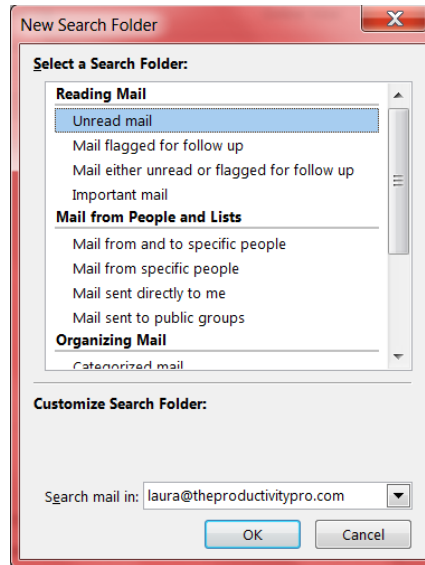 New Search Folder
Select a Search Folder:
Reading Mail
Unread mail
Mail flagged for follow up
Mail either unread or flagged for follow up
Important mail
Mail from People and Lists
Mail from and to specific people
Mail from specific people
Mail sent directly to me
Mail sent to public groups
Organizing Mail
Categorized mail
Customize Search Folder:
Search mail in: laura@theproductivitypro.com
OK Cancel